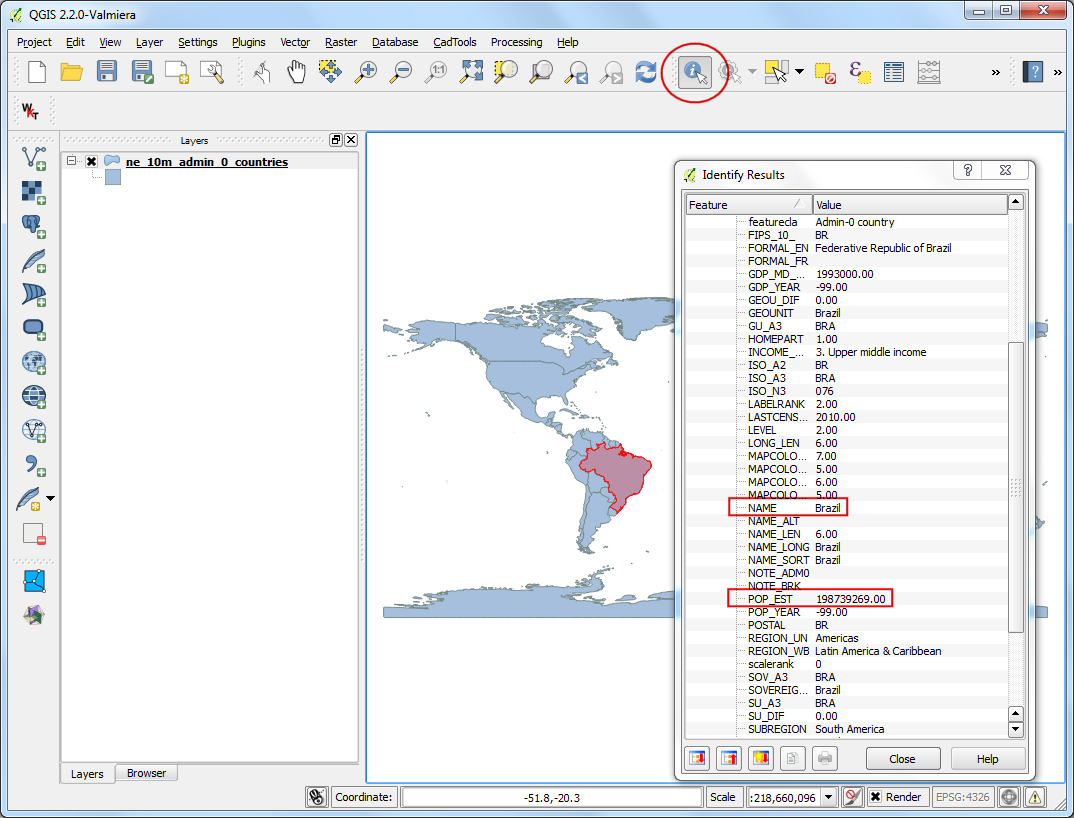 QGIS 2.2.0-Valmiera
Project Edit View Layer Settings Plugins Vector Raster Database CadTools Processing Help
1:1
i
ε
?
»
»
WKT
Layers
ne_10m_admin_0_countries
Identify Results
?
Feature Value
featurecla Admin-0 country
FIPS_10_ BR
FORMAL_EN Federative Republic of Brazil
FORMAL_FR
GDP_MD_... 1993000.00
GDP_YEAR -99.00
GEOU_DIF 0.00
GEOUNIT Brazil
GU_A3 BRA
HOMEPART 1.00
INCOME_... 3. Upper middle income
ISO_A2 BR
ISO_A3 BRA
ISO_N3 076
LABELRANK 2.00
LASTCENS... 2010.00
LEVEL 2.00
LONG_LEN 6.00
MAPCOLO... 7.00
MAPCOLO... 5.00
MAPCOLO... 6.00
MAPCOLO... 5.00
NAME Brazil
NAME_ALT
NAME_LEN 6.00
NAME_LONG Brazil
NAME_SORT Brazil
NOTE_ADM0
NOTE_BRK
POP_EST 198739269.00
POP_YEAR -99.00
POSTAL BR
REGION_UN Americas
REGION_WB Latin America & Caribbean
scalerank 0
SOV_A3 BRA
SOVEREIG... Brazil
SU_A3 BRA
SU_DIF 0.00
SUBREGION South America
Close Help
Layers Browser
Coordinate: -51.8,-20.3 Scale :218,660,096 Render EPSG:4326